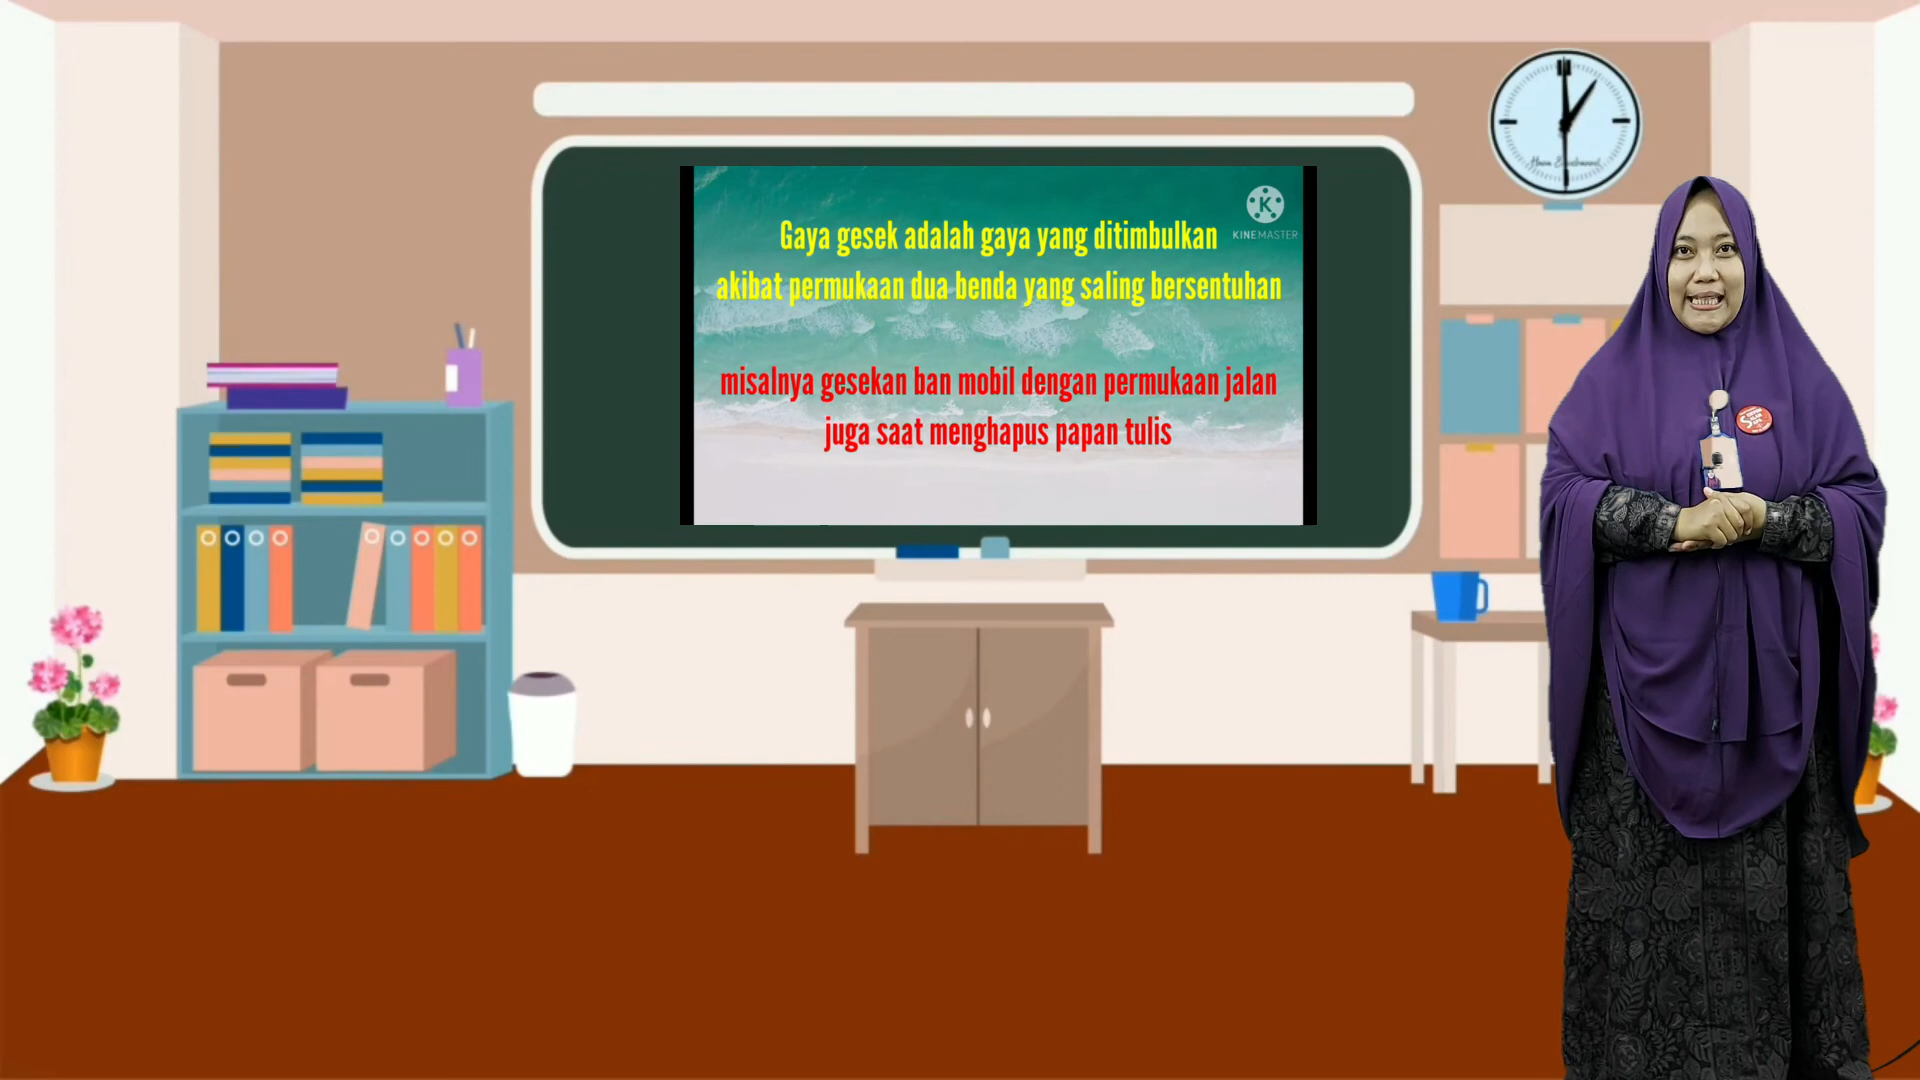 Gaya gesek adalah gaya yang ditimbulkan
akibat permukaan dua benda yang saling bersentuhan
misalnya gesekan ban mobil dengan permukaan jalan
juga saat menghapus papan tulis
K
KINEMASTER